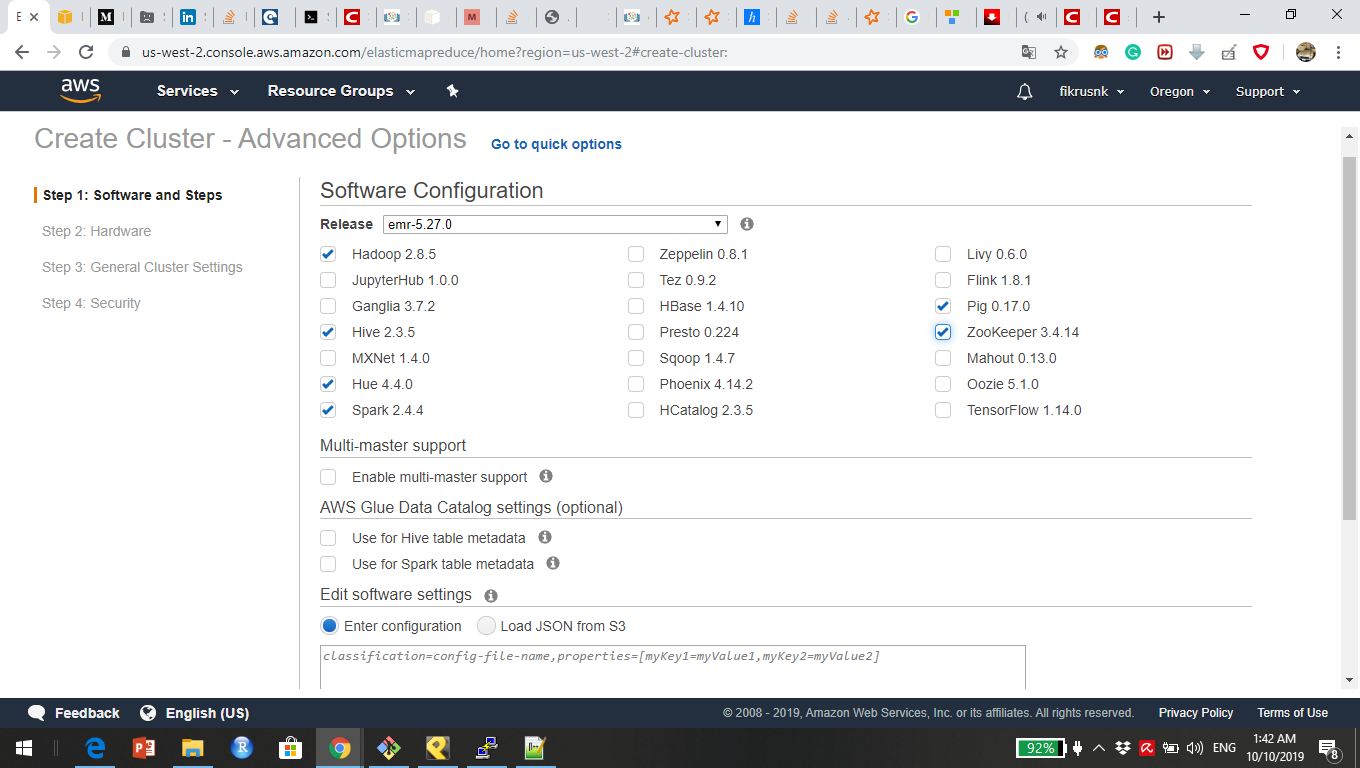 us-west-2.console.aws.amazon.com/elasticmapreduce/home?region=us-west-2#create-cluster:
aws Services Resource Groups fikrusnk Oregon Support
Create Cluster - Advanced Options Go to quick options
Step 1: Software and Steps
Step 2: Hardware
Step 3: General Cluster Settings
Step 4: Security
Software Configuration
Release emr-5.27.0
Hadoop 2.8.5 Zeppelin 0.8.1 Livy 0.6.0
JupyterHub 1.0.0 Tez 0.9.2 Flink 1.8.1
Ganglia 3.7.2 HBase 1.4.10 Pig 0.17.0
Hive 2.3.5 Presto 0.224 ZooKeeper 3.4.14
MXNet 1.4.0 Sqoop 1.4.7 Mahout 0.13.0
Hue 4.4.0 Phoenix 4.14.2 Oozie 5.1.0
Spark 2.4.4 HCatalog 2.3.5 TensorFlow 1.14.0
Multi-master support
Enable multi-master support
AWS Glue Data Catalog settings (optional)
Use for Hive table metadata
Use for Spark table metadata
Edit software settings
Enter configuration Load JSON from S3
classification=config-file-name,properties=[myKey1=myValue1,myKey2=myValue2]
Feedback English (US) © 2008 - 2019, Amazon Web Services, Inc. or its affiliates. All rights reserved. Privacy Policy Terms of Use
92% ENG 1:42 AM
10/10/2019 8